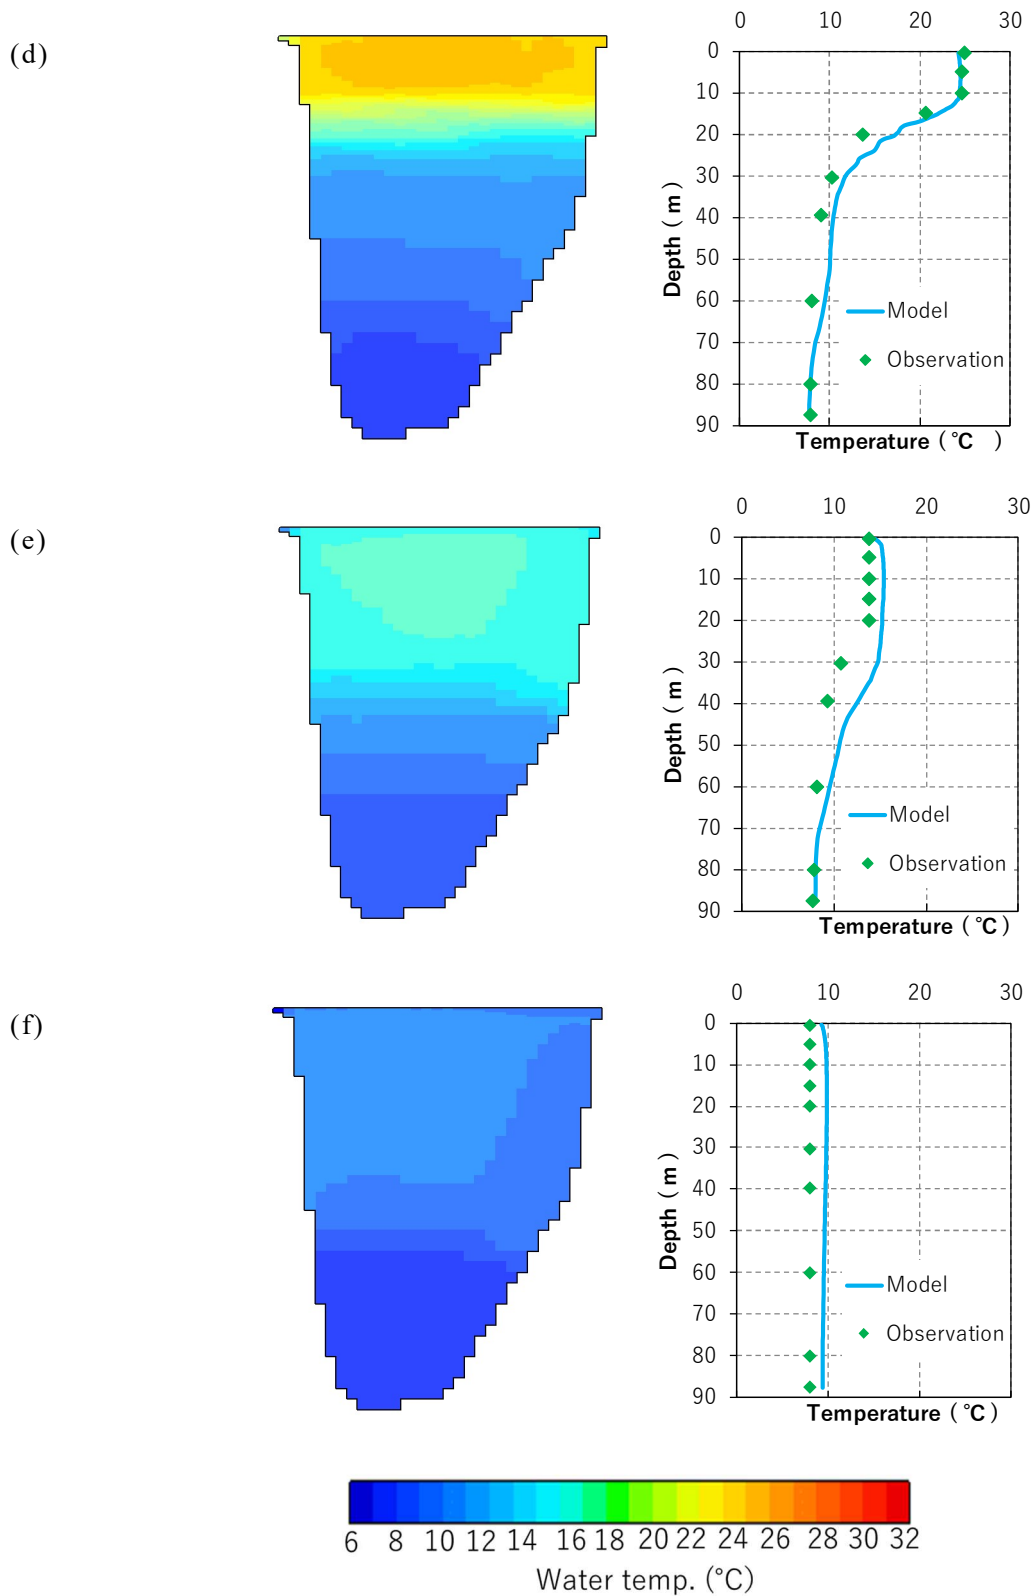 (d)
0 10 20 30
0
10
20
30
40
50
60
70
80
90
Depth ( m )
Model
Observation
Temperature ( ℃ )
(e)
0 10 20 30
0
10
20
30
40
50
60
70
80
90
Depth ( m )
Model
Observation
Temperature ( ℃ )
(f)
0 10 20 30
0
10
20
30
40
50
60
70
80
90
Depth ( m )
Model
Observation
Temperature ( ℃ )
6 8 10 12 14 16 18 20 22 24 26 28 30 32
Water temp. (°C)